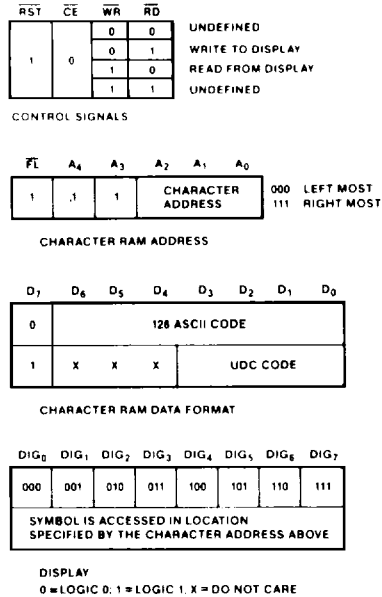 RST CE WR RD
0 0 UNDEFINED
1 0 0 1 WRITE TO DISPLAY
1 0 READ FROM DISPLAY
1 1 UNDEFINED
CONTROL SIGNALS
FL A4 A3 A2 A1 A0
1 1 1 CHARACTER ADDRESS 000 LEFT MOST
111 RIGHT MOST
CHARACTER RAM ADDRESS
D7 D6 D5 D4 D3 D2 D1 D0
0 128 ASCII CODE
1 X X X UDC CODE
CHARACTER RAM DATA FORMAT
DIG0 DIG1 DIG2 DIG3 DIG4 DIG5 DIG6 DIG7
000 001 010 011 100 101 110 111
SYMBOL IS ACCESSED IN LOCATION
SPECIFIED BY THE CHARACTER ADDRESS ABOVE
DISPLAY
0 = LOGIC 0; 1 = LOGIC 1, X = DO NOT CARE